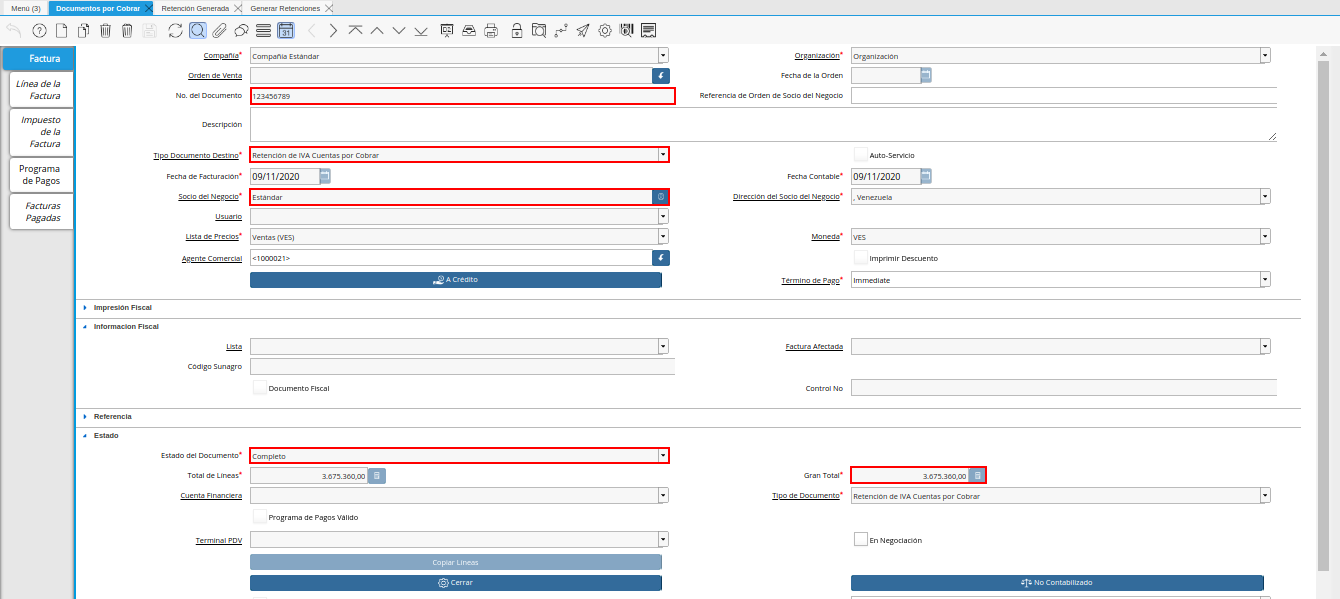 Menú (3) Documentos por Cobrar Retención Generada Generar Retenciones
31
Factura
Línea de la
Factura
Impuesto
de la
Factura
Programa
de Pagos
Facturas
Pagadas
Compañía* Compañía Estándar Organización* Organización
Orden de Venta Fecha de la Orden
No. del Documento 123456789 Referencia de Orden de Socio del Negocio
Descripción
Tipo Documento Destino* Retención de IVA Cuentas por Cobrar Auto-Servicio
Fecha de Facturación* 09/11/2020 Fecha Contable* 09/11/2020
Socio del Negocio* Estándar Dirección del Socio del Negocio* , Venezuela
Usuario
Lista de Precios* Ventas (VES) Moneda* VES
Agente Comercial <1000021> Imprimir Descuento
A Crédito Término de Pago* Immediate
Impresión Fiscal
Informacion Fiscal
Lista Factura Afectada
Código Sunagro
Documento Fiscal Control No
Referencia
Estado
Estado del Documento* Completo
Total de Líneas* 3.675.360,00 Gran Total* 3.675.360,00
Cuenta Financiera Tipo de Documento* Retención de IVA Cuentas por Cobrar
Programa de Pagos Válido
Terminal PDV En Negociación
Copiar Líneas
Cerrar No Contabilizado